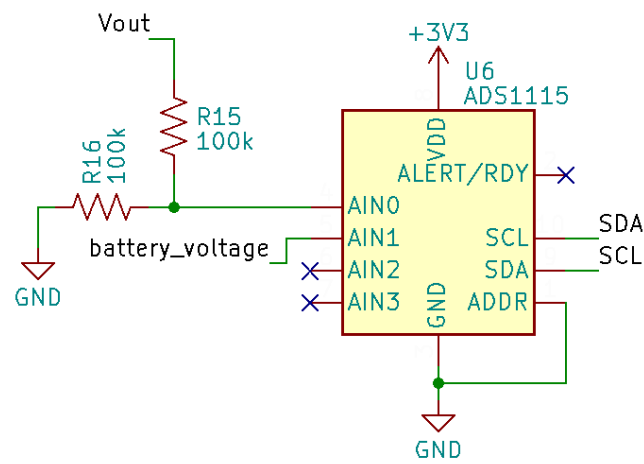 Vout
+3V3
U6
ADS1115
R15
100k
R16
100k
VDD
ALERT/RDY
AIN0
AIN1
AIN2
AIN3
battery_voltage
SCL
SDA
ADDR
SDA
SCL
GND
GND
GND